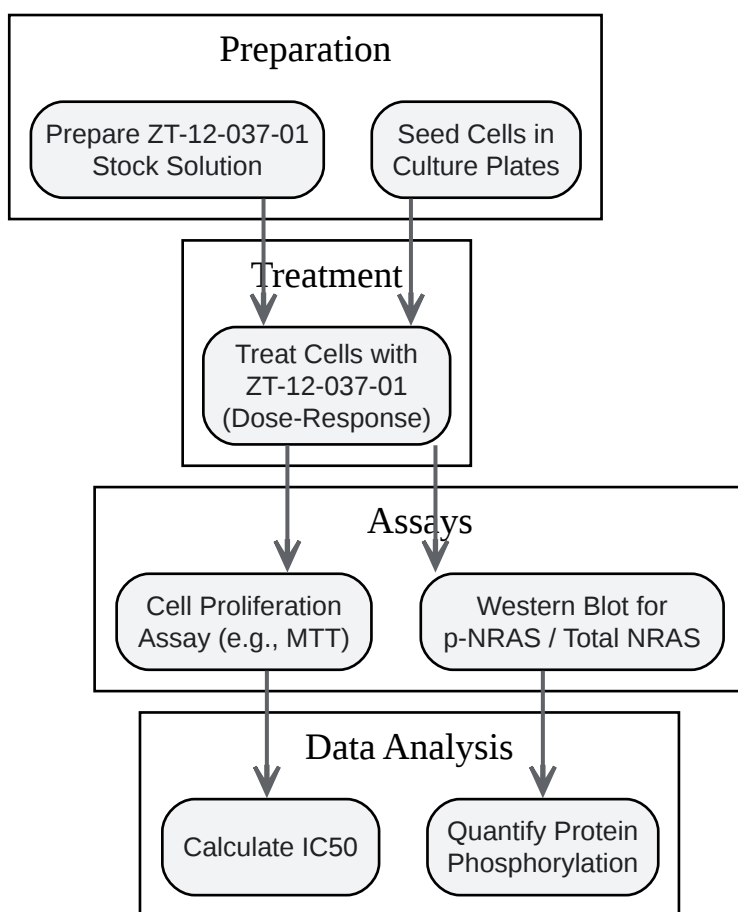 Preparation
Prepare ZT-12-037-01
Stock Solution
Seed Cells in
Culture Plates
Treatment
Treat Cells with
ZT-12-037-01
(Dose-Response)
Assays
Cell Proliferation
Assay (e.g., MTT)
Western Blot for
p-NRAS / Total NRAS
Data Analysis
Calculate IC50
Quantify Protein
Phosphorylation